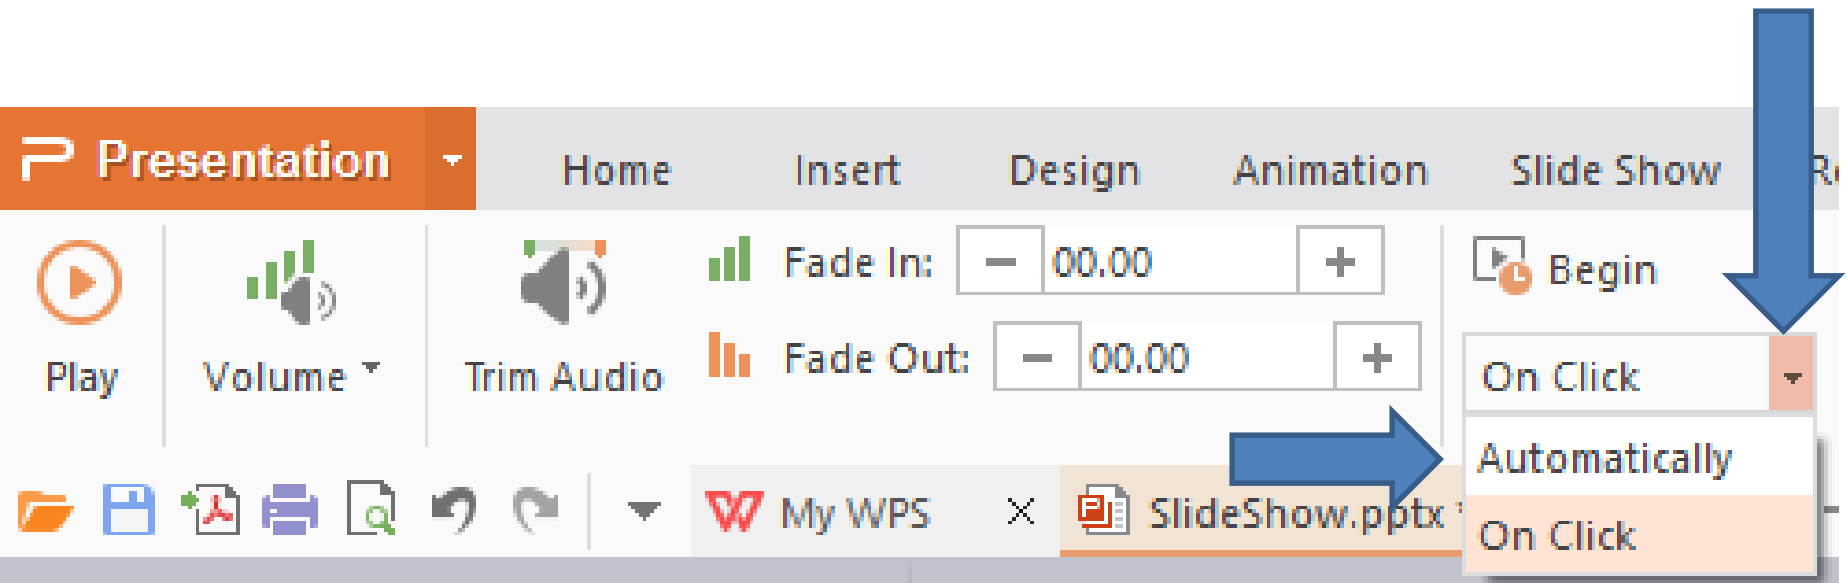 Presentation
Home Insert Design Animation Slide Show Re
Fade In: 00.00 Begin
Play Volume Trim Audio Fade Out: 00.00 On Click
Automatically
My WPS SlideShow.pptx *
On Click